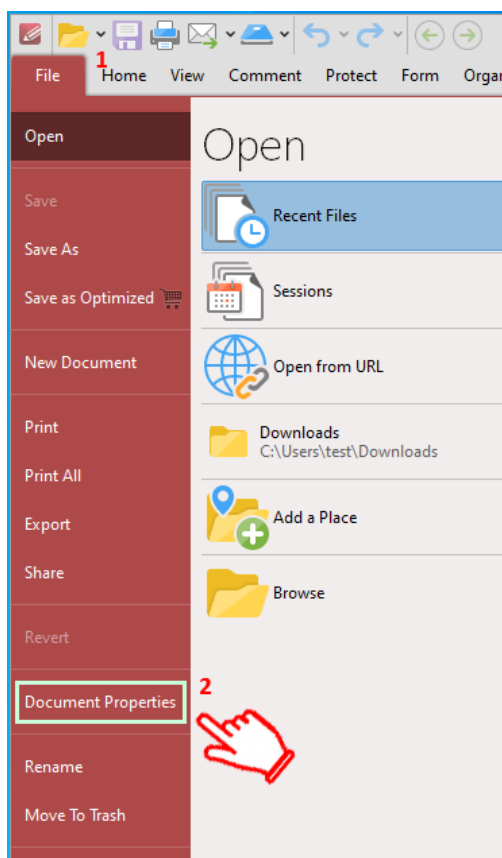 1
File Home View Comment Protect Form Organ
Open
Save
Save As
Save as Optimized
New Document
Print
Print All
Export
Share
Revert
Document Properties
2
Rename
Move To Trash
Open
Recent Files
Sessions
Open from URL
Downloads
C:\Users\test\Downloads
Add a Place
Browse